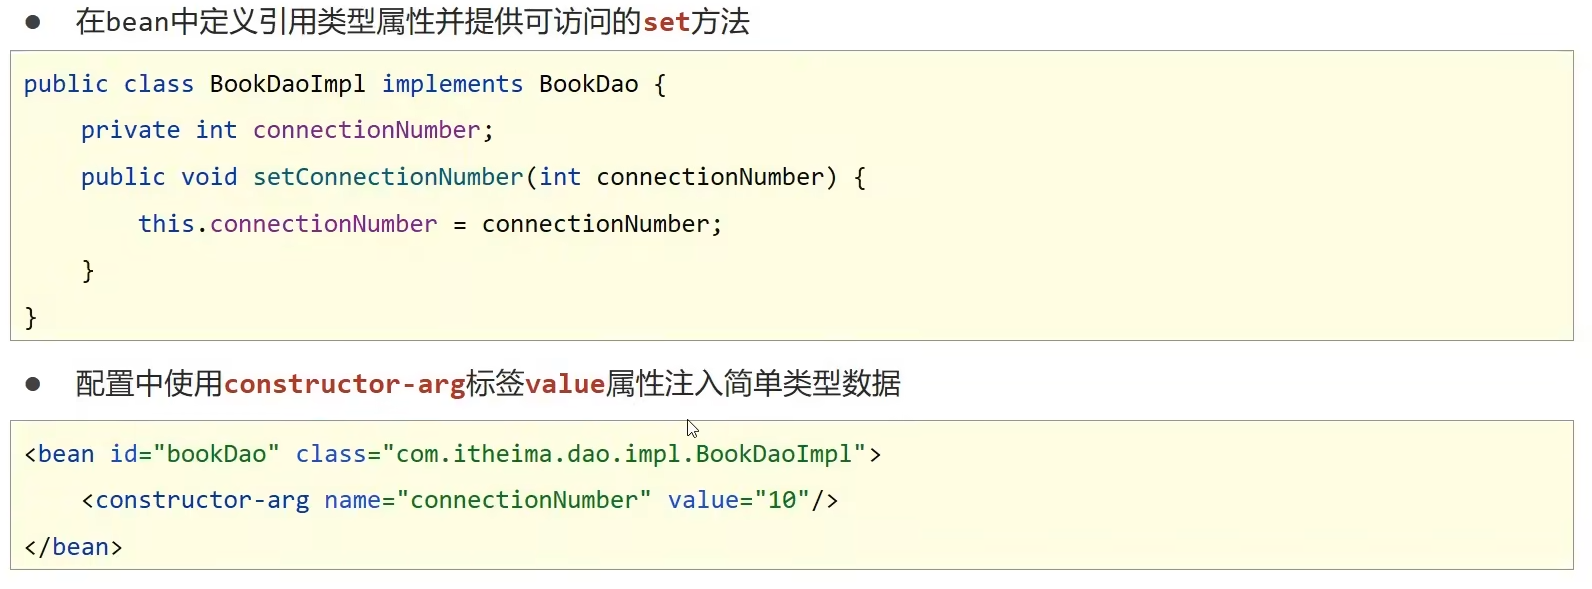 ● 在bean中定义引用类型属性并提供可访问的set方法
public class BookDaoImpl implements BookDao {
    private int connectionNumber;
    public void setConnectionNumber(int connectionNumber) {
        this.connectionNumber = connectionNumber;
    }
}
● 配置中使用constructor-arg标签value属性注入简单类型数据
<bean id="bookDao" class="com.itheima.dao.impl.BookDaoImpl">
    <constructor-arg name="connectionNumber" value="10"/>
</bean>